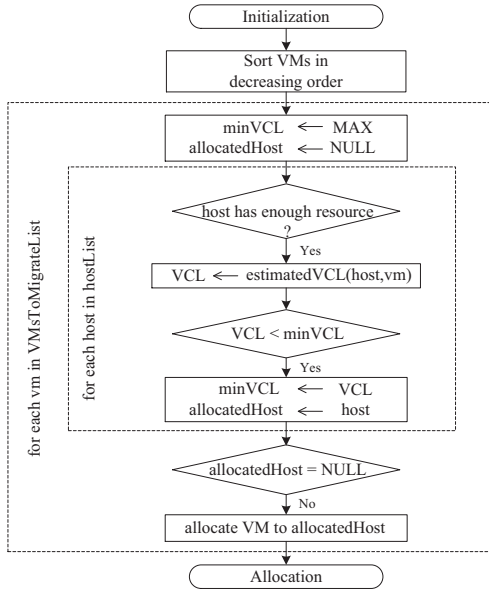 Initialization
Sort VMs in
decreasing order
minVCL ← MAX
allocatedHost ← NULL
host has enough resource
?
Yes
VCL ← estimatedVCL(host,vm)
VCL < minVCL
Yes
minVCL ← VCL
allocatedHost ← host
allocatedHost = NULL
No
allocate VM to allocatedHost
Allocation
for each vm in VMsToMigrateList
for each host in hostList